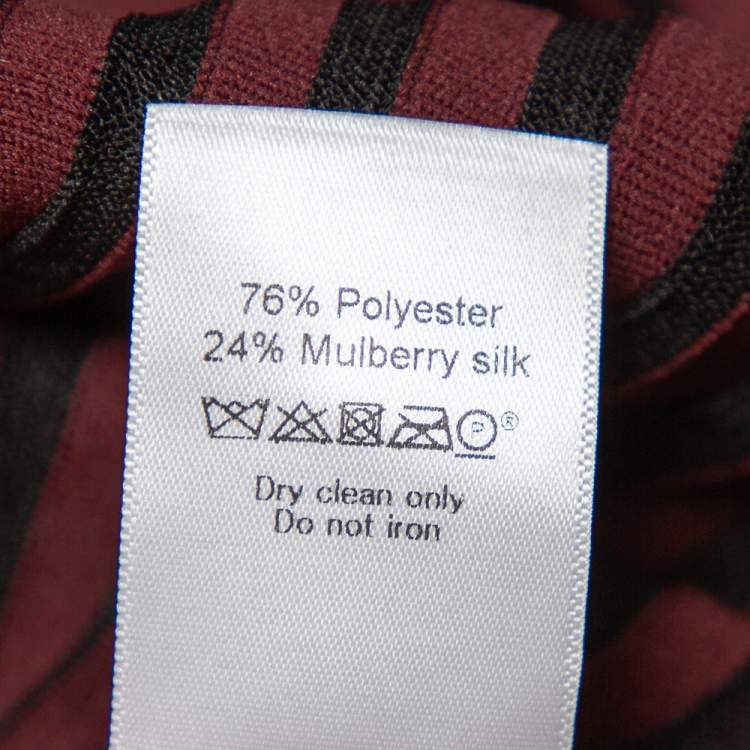 76% Polyester
24% Mulberry silk
P ®
Dry clean only
Do not iron